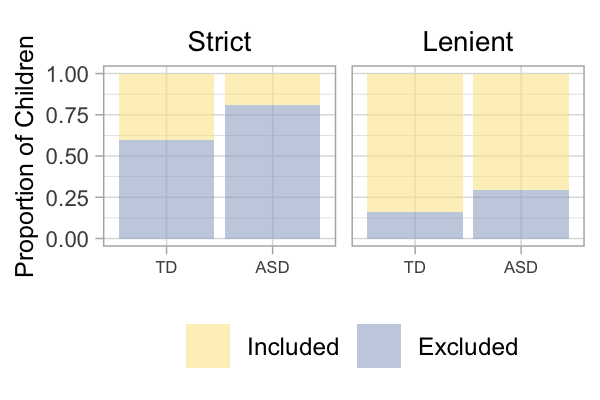 Strict Lenient
Proportion of Children
1.00
0.75
0.50
0.25
0.00
TD ASD TD ASD
Included Excluded